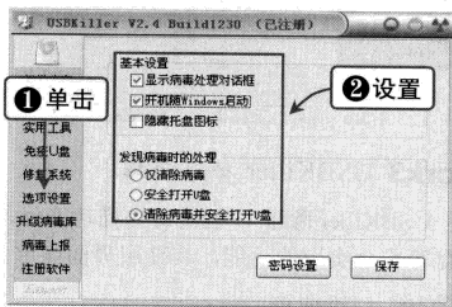 USBKiller V2.4 Build1230 （已注册）
❶单击
实用工具
免疫U盘
修复系统
选项设置
升级病毒库
病毒上报
注册软件
基本设置
显示病毒处理对话框
开机随Windows启动
隐藏托盘图标
发现病毒时的处理
仅清除病毒
安全打开U盘
清除病毒并安全打开U盘
❷设置
密码设置
保存